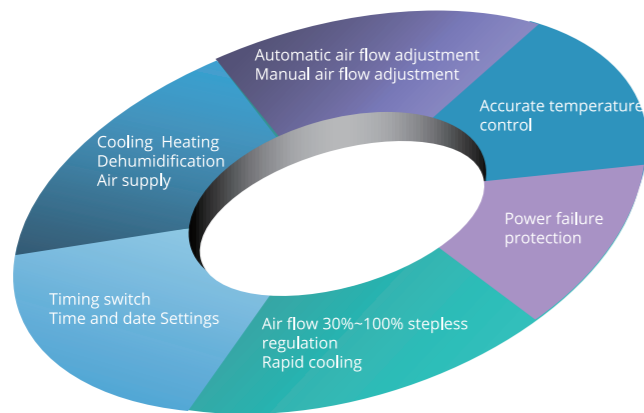 Automatic air flow adjustment
Manual air flow adjustment
Accurate temperature
control
Power failure
protection
Air flow 30%~100% stepless
regulation
Rapid cooling
Timing switch
Time and date Settings
Cooling Heating
Dehumidification
Air supply